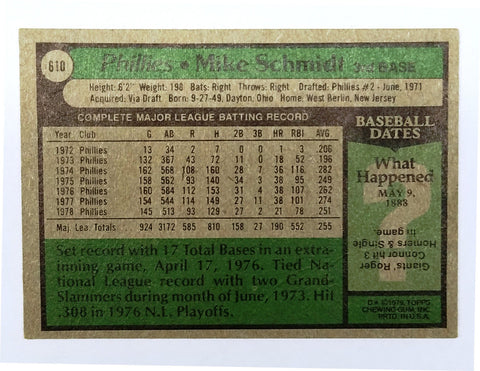 610
Phillies • Mike Schmidt 3rd BASE
Height: 6'2" Weight: 198 Bats: Right Throws: Right Drafted: Phillies #2 - June, 1971
Acquired: Via Draft Born: 9-27-49, Dayton, Ohio Home: West Berlin, New Jersey
COMPLETE MAJOR LEAGUE BATTING RECORD
Year Club G AB R H 2B 3B HR RBI AVG.
1972 Phillies 13 34 2 7 0 0 1 3 .206
1973 Phillies 132 367 43 72 11 0 18 52 .196
1974 Phillies 162 568 108 160 28 7 36 116 .282
1975 Phillies 158 562 93 140 34 3 38 95 .249
1976 Phillies 160 584 112 153 31 4 38 107 .262
1977 Phillies 154 544 114 149 27 11 38 101 .274
1978 Phillies 145 513 93 129 27 2 21 78 .251
Maj. Lea. Totals 924 3172 585 810 158 27 190 552 .255
Set record with 17 Total Bases in an extra-
inning game, April 17, 1976. Tied Na-
tional League record with two Grand-
Slammers during month of June, 1973. Hit
.308 in 1976 N.L. Playoffs.
BASEBALL
DATES
What
Happened
MAY 9,
1883
?
Giants, Roger
Connor hit 3
Homers & Single
in game.
©1979, TOPPS
CHEWING GUM, INC.
PRTD. IN U.S.A.